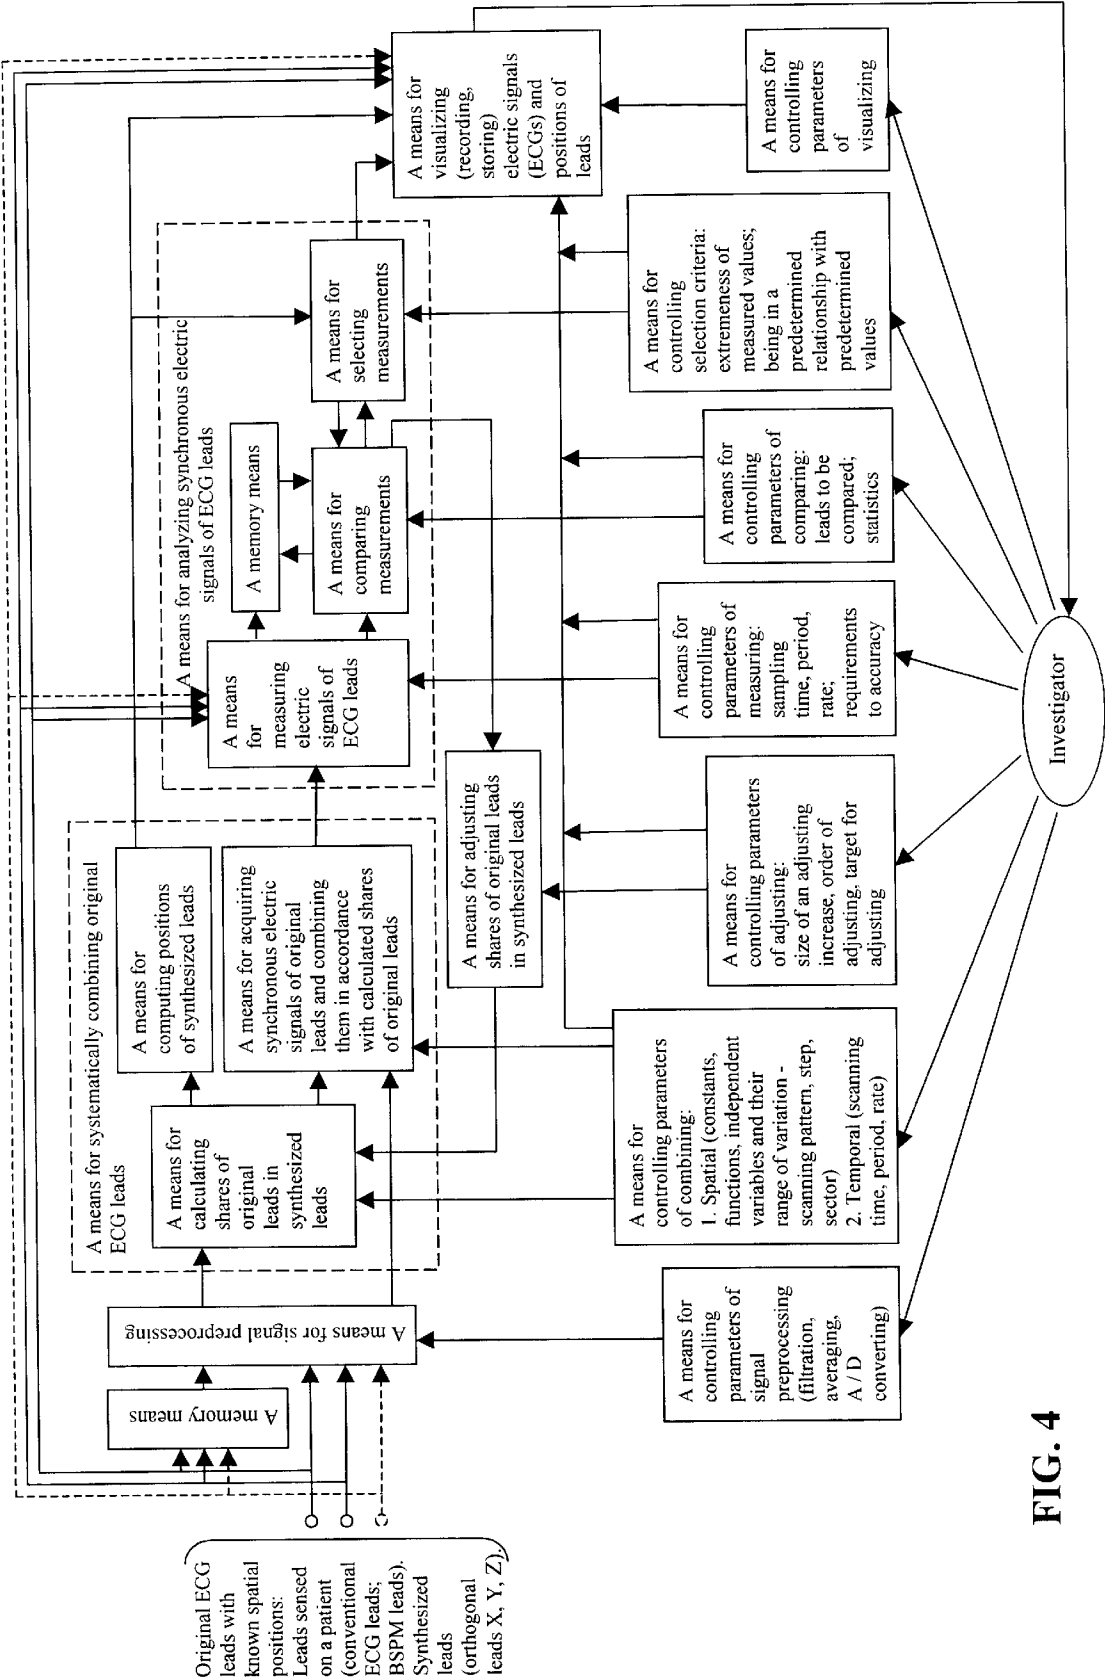 Original ECG
leads with
known spatial
positions:
Leads sensed
on a patient
(conventional
ECG leads;
BSPM leads).
Synthesized
leads
(orthogonal
leads X, Y, Z).
A memory means
A means for signal preprocessing
A means for systematically combining original
ECG leads
A means for
calculating
shares of
original
leads in
synthesized
leads
A means for
computing positions
of synthesized leads
A means for acquiring
synchronous electric
signals of original
leads and combining
them in accordance
with calculated shares
of original leads
A means for analyzing synchronous electric
signals of ECG leads
A means
for
measuring
electric
signals of
ECG leads
A memory means
A means for
comparing
measurements
A means for
selecting
measurements
A means for
visualizing
(recording,
storing)
electric signals
(ECGs) and
positions of
leads
A means for adjusting
shares of original leads
in synthesized leads
A means for
controlling
parameters of
signal
preprocessing
(filtration,
averaging,
A / D
converting)
A means for
controlling parameters
of combining:
1. Spatial (constants,
functions, independent
variables and their
range of variation -
scanning pattern, step,
sector)
2. Temporal (scanning
time, period, rate)
A means for
controlling parameters
of adjusting:
size of an adjusting
increase, order of
adjusting, target for
adjusting
A means for
controlling
parameters of
measuring:
sampling
time, period,
rate;
requirements
to accuracy
A means for
controlling
parameters of
comparing:
leads to be
compared;
statistics
A means for
controlling
selection criteria:
extremeness of
measured values;
being in a
predetermined
relationship with
predetermined
values
A means for
controlling
parameters
of
visualizing
Investigator
FIG. 4